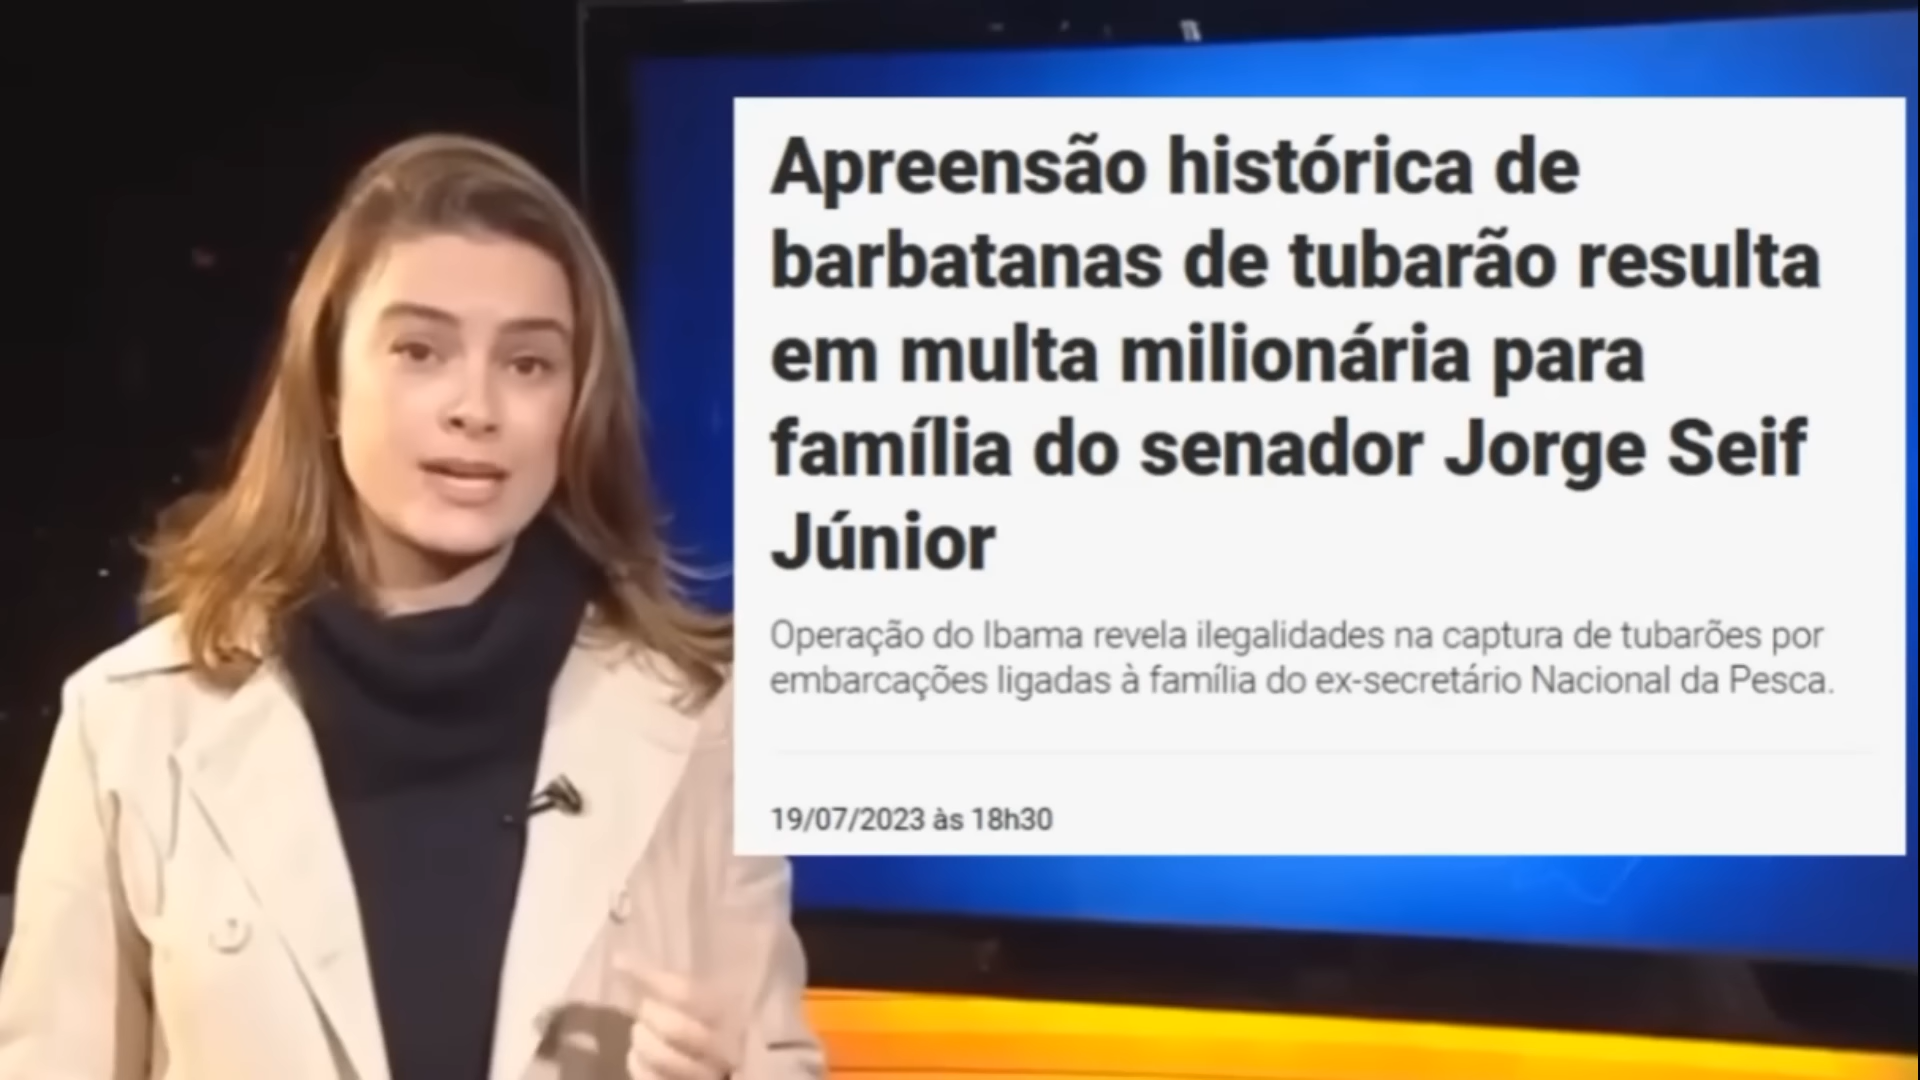 Apreensão histórica de
barbatanas de tubarão resulta
em multa milionária para
família do senador Jorge Seif
Júnior
Operação do Ibama revela ilegalidades na captura de tubarões por
embarcações ligadas à família do ex-secretário Nacional da Pesca.
19/07/2023 às 18h30